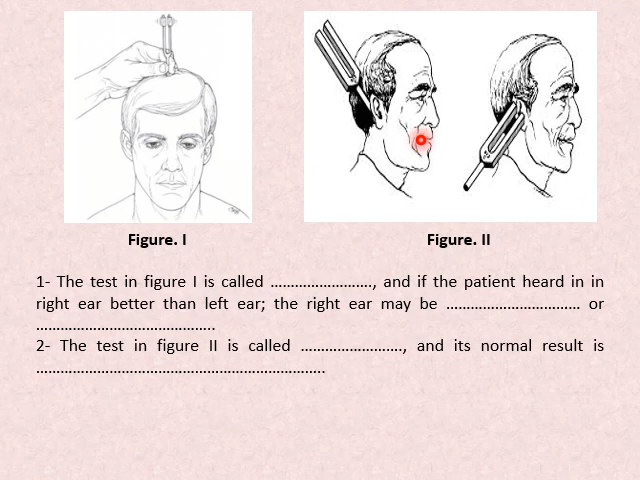 Figure. I
Figure. II
1- The test in figure I is called ........................., and if the patient heard in in
right ear better than left ear; the right ear may be ................................ or
............................................
2- The test in figure II is called ........................., and its normal result is
.......................................................................